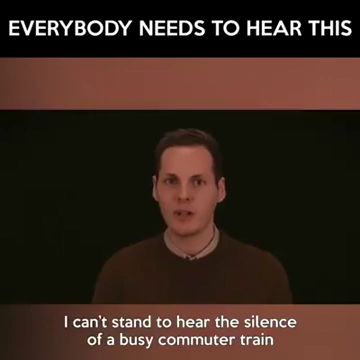 EVERYBODY NEEDS TO HEAR THIS
I can't stand to hear the silence
of a busy commuter train